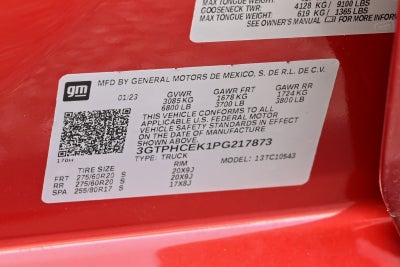 MAX TONGUE WEIGHT
4128 KG / 9100 LBS
GOOSENECK TWR
MAX TONGUE WEIGHT
619 KG / 1365 LBS
SEE OWNER'S MANUAL
gm
MFD BY GENERAL MOTORS DE MEXICO, S. DE R.L. DE C.V.
01/23 GVWR GAWR FRT GAWR RR
3085 KG 1678 KG 1724 KG
6800 LB 3700 LB 3800 LB
THIS VEHICLE CONFORMS TO ALL
APPLICABLE U.S. FEDERAL MOTOR
VEHICLE SAFETY STANDARDS IN EFFECT
ON THE DATE OF MANUFACTURE
SHOWN ABOVE.
3GTPHCEK1PG217873
TYPE: TRUCK MODEL: 13TC10543
TIRE SIZE RIM
FRT 275/60R20 S 20X9J
RR 275/60R20 S 20X9J
SPA 255/80R17 S 17X8J